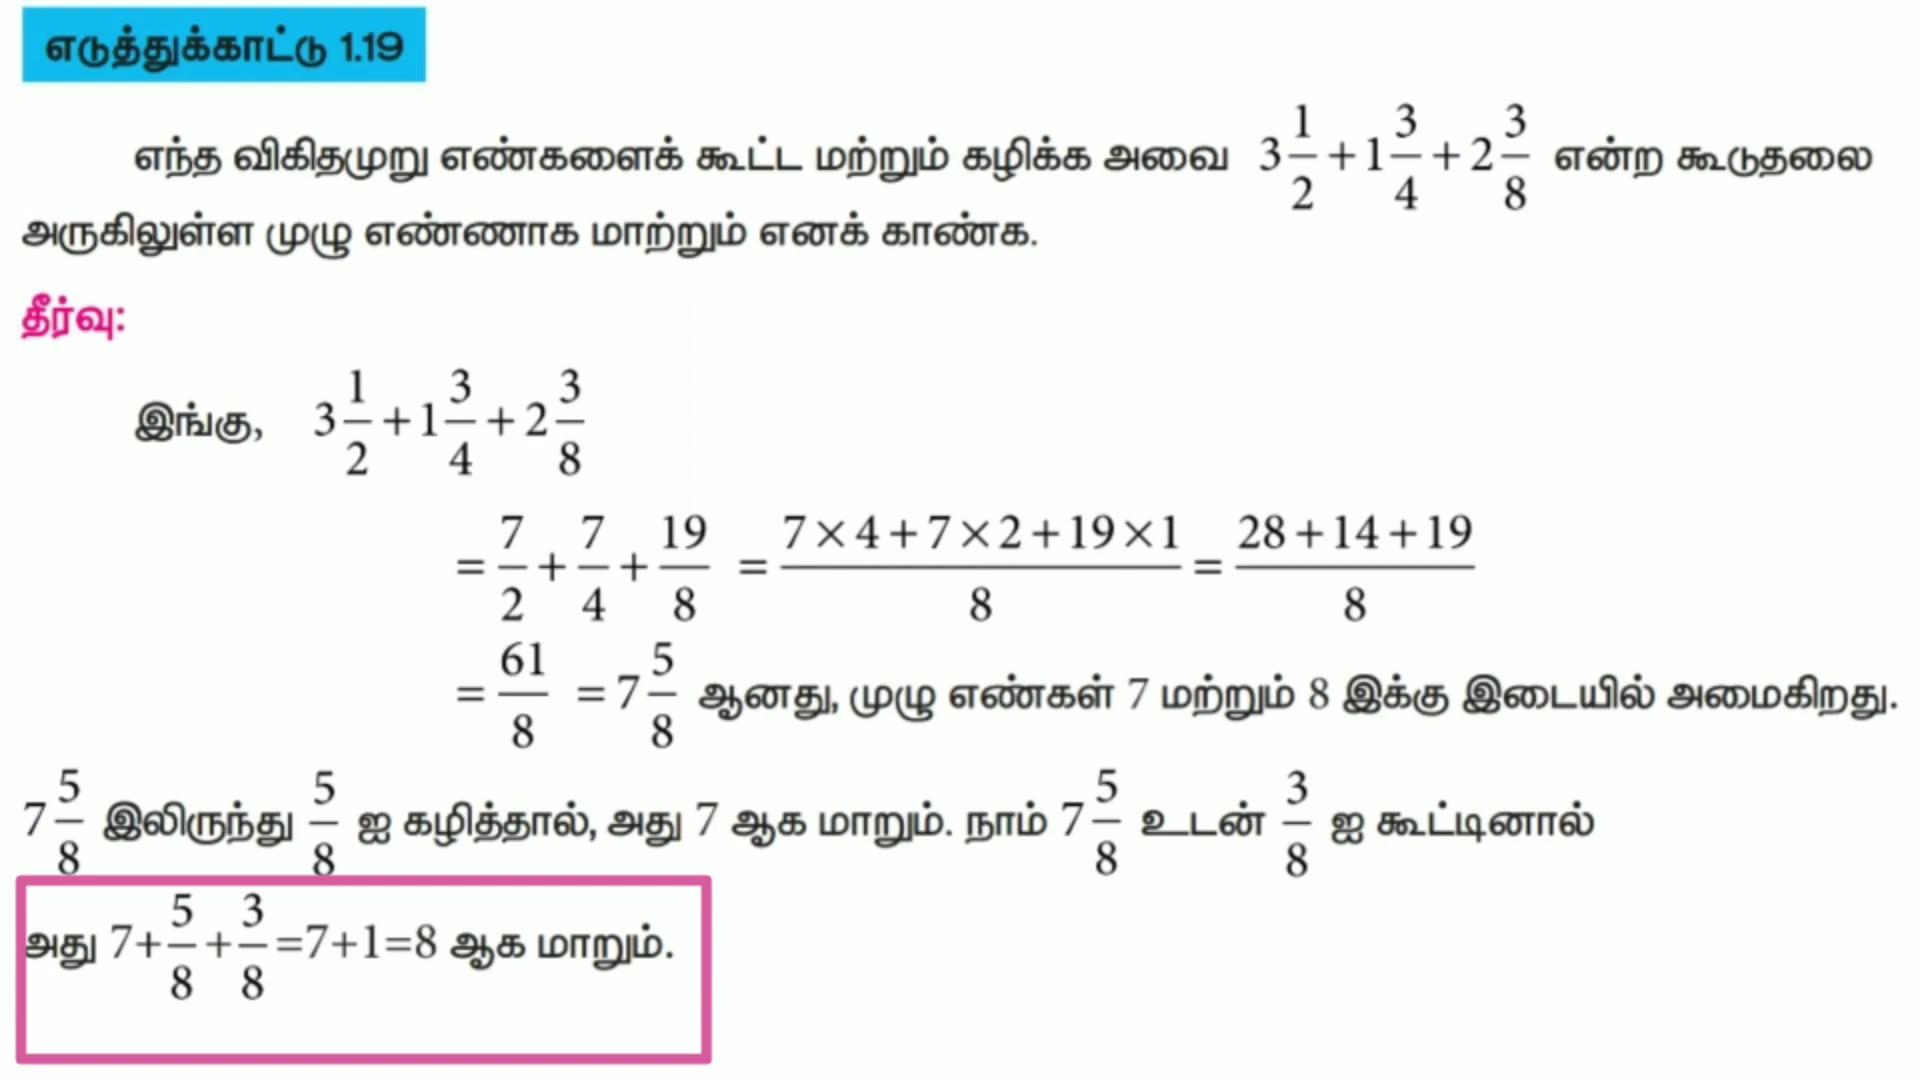 எடுத்துக்காட்டு 1.19
எந்த விகிதமுறு எண்களைக் கூட்ட மற்றும் கழிக்க அவை 3 1/2 + 1 3/4 + 2 3/8 என்ற கூடுதலை
அருகிலுள்ள முழு எண்ணாக மாற்றும் எனக் காண்க.
தீர்வு:
இங்கு, 3 1/2 + 1 3/4 + 2 3/8
= 7/2 + 7/4 + 19/8 = (7×4+7×2+19×1)/8 = (28+14+19)/8
= 61/8 = 7 5/8 ஆனது, முழு எண்கள் 7 மற்றும் 8 இக்கு இடையில் அமைகிறது.
7 5/8 இலிருந்து 5/8 ஐ கழித்தால், அது 7 ஆக மாறும். நாம் 7 5/8 உடன் 3/8 ஐ கூட்டினால்
அது 7+ 5/8 + 3/8 =7+1=8 ஆக மாறும்.